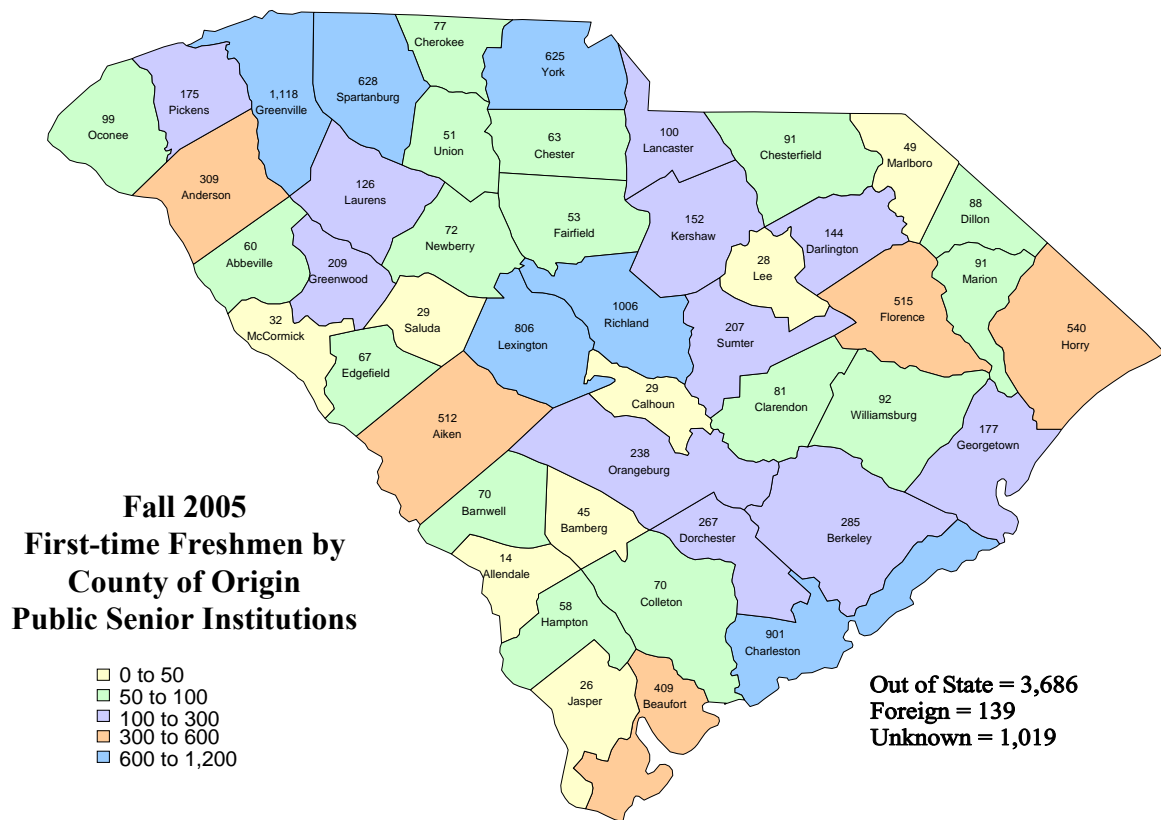 77
Cherokee
625
York
628
Spartanburg
1,118
Greenville
175
Pickens
99
Oconee
51
Union
63
Chester
100
Lancaster
91
Chesterfield
49
Marlboro
309
Anderson
126
Laurens
88
Dillon
53
Fairfield
152
Kershaw
144
Darlington
72
Newberry
60
Abbeville
209
Greenwood
28
Lee
91
Marion
1006
Richland
515
Florence
540
Horry
29
Saluda
32
McCormick
806
Lexington
207
Sumter
67
Edgefield
29
Calhoun
81
Clarendon
92
Williamsburg
512
Aiken
177
Georgetown
238
Orangeburg
70
Barnwell
45
Bamberg
267
Dorchester
285
Berkeley
14
Allendale
70
Colleton
58
Hampton
901
Charleston
26
Jasper
409
Beaufort
Fall 2005
First-time Freshmen by
County of Origin
Public Senior Institutions
0 to 50
50 to 100
100 to 300
300 to 600
600 to 1,200
Out of State = 3,686
Foreign = 139
Unknown = 1,019